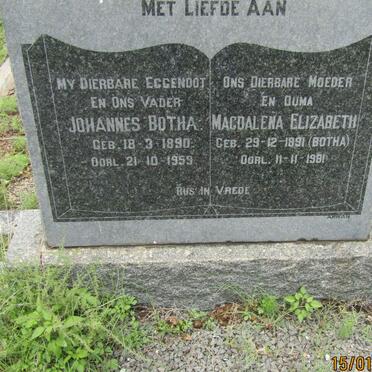 MET LIEFDE AAN
MY DIERBARE EGGENOOT
EN ONS VADER
JOHANNES BOTHA
GEB. 18-3-1890
OORL. 21-10-1959
ONS DIERBARE MOEDER
EN OUMA
MAGDALENA ELIZABETH
GEB. 29-12-1891 (BOTHA)
OORL. 11-11-1981
RUS IN VREDE
15/01